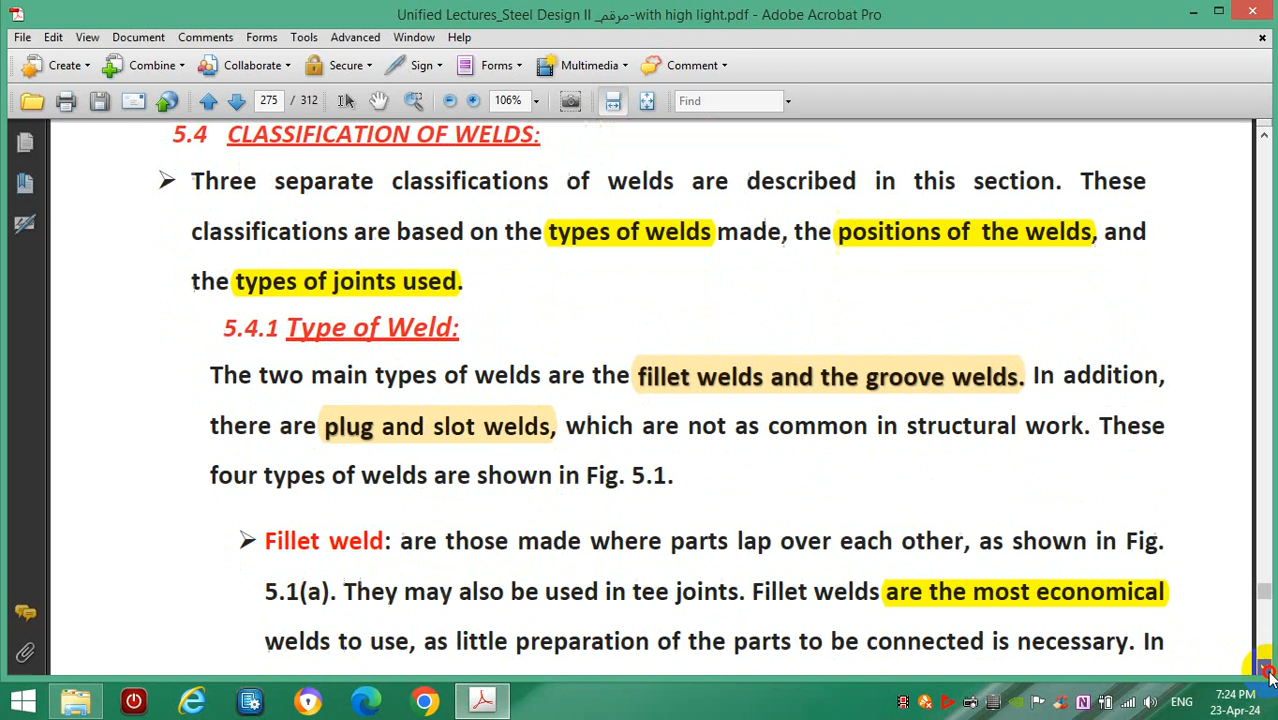 Unified Lectures_Steel Design II _مرقم-with high light.pdf - Adobe Acrobat Pro
File Edit View Document Comments Forms Tools Advanced Window Help
Create Combine Collaborate Secure Sign Forms Multimedia Comment
275 / 312 106% Find
5.4 CLASSIFICATION OF WELDS:
Three separate classifications of welds are described in this section. These
classifications are based on the types of welds made, the positions of the welds, and
the types of joints used.
5.4.1 Type of Weld:
The two main types of welds are the fillet welds and the groove welds. In addition,
there are plug and slot welds, which are not as common in structural work. These
four types of welds are shown in Fig. 5.1.
Fillet weld: are those made where parts lap over each other, as shown in Fig.
5.1(a). They may also be used in tee joints. Fillet welds are the most economical
welds to use, as little preparation of the parts to be connected is necessary. In
ENG
7:24 PM
23-Apr-24